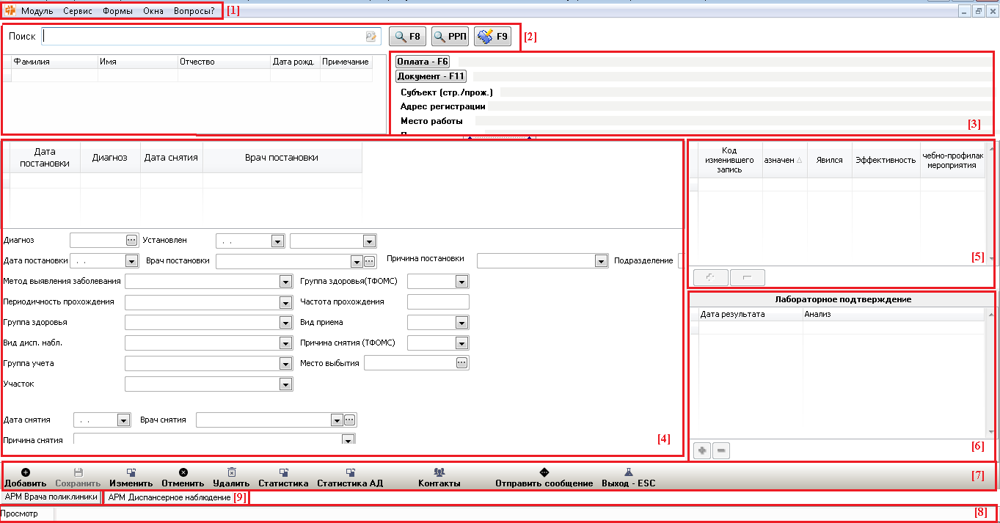 Модуль Сервис Формы Окна Вопросы? [1]
Поиск F8 РРП F9 [2]
Фамилия Имя Отчество Дата рожд. Примечание
Оплата - F6
Документ - F11
Субъект (стр./прож.)
Адрес регистрации
Место работы
[3]
Дата постановки Диагноз Дата снятия Врач постановки
Диагноз Установлен . .
Дата постановки . . Врач постановки Причина постановки Подразделение
Метод выявления заболевания Группа здоровья(ТФОМС)
Периодичность прохождения Частота прохождения
Группа здоровья Вид приема
Вид дисп. набл. Причина снятия (ТФОМС)
Группа учета Место выбытия
Участок
Дата снятия . . Врач снятия
Причина снятия
[4]
Код изменившего запись азначен Явился Эффективность чебно-профилак мероприятия
[5]
Лабораторное подтверждение
Дата результата Анализ
[6]
Добавить Сохранить Изменить Отменить Удалить Статистика Статистика АД Контакты Отправить сообщение Выход - ESC [7]
АРМ Врача поликлиники АРМ Диспансерное наблюдение [9]
Просмотр [8]